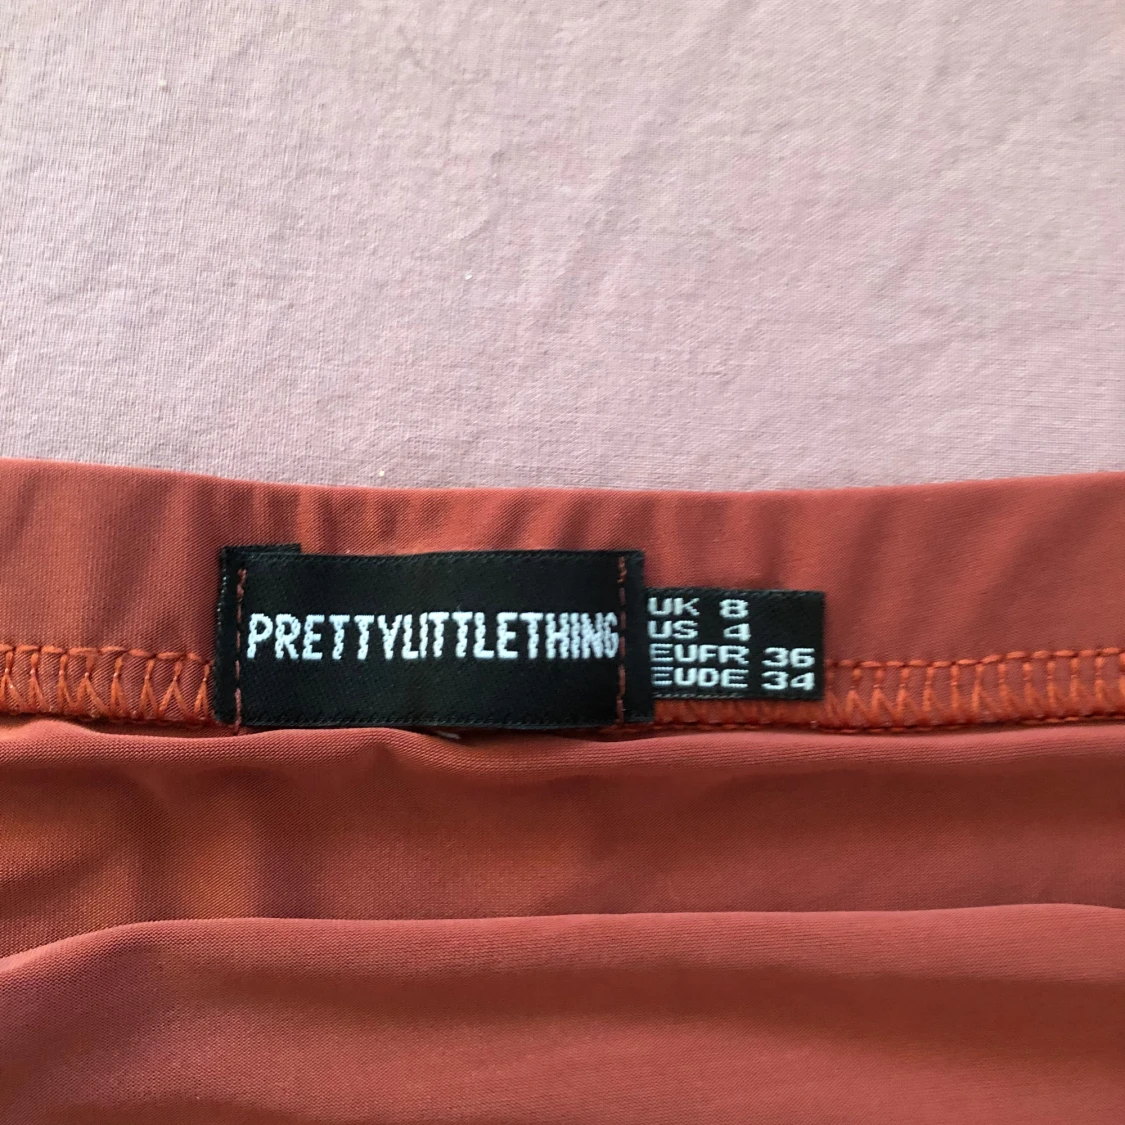 PRETTYLITTLETHING
UK 8
US 4
EUFR 36
EUDE 34